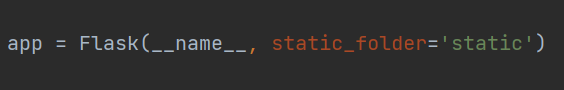 app = Flask(__name__, static_folder='static')